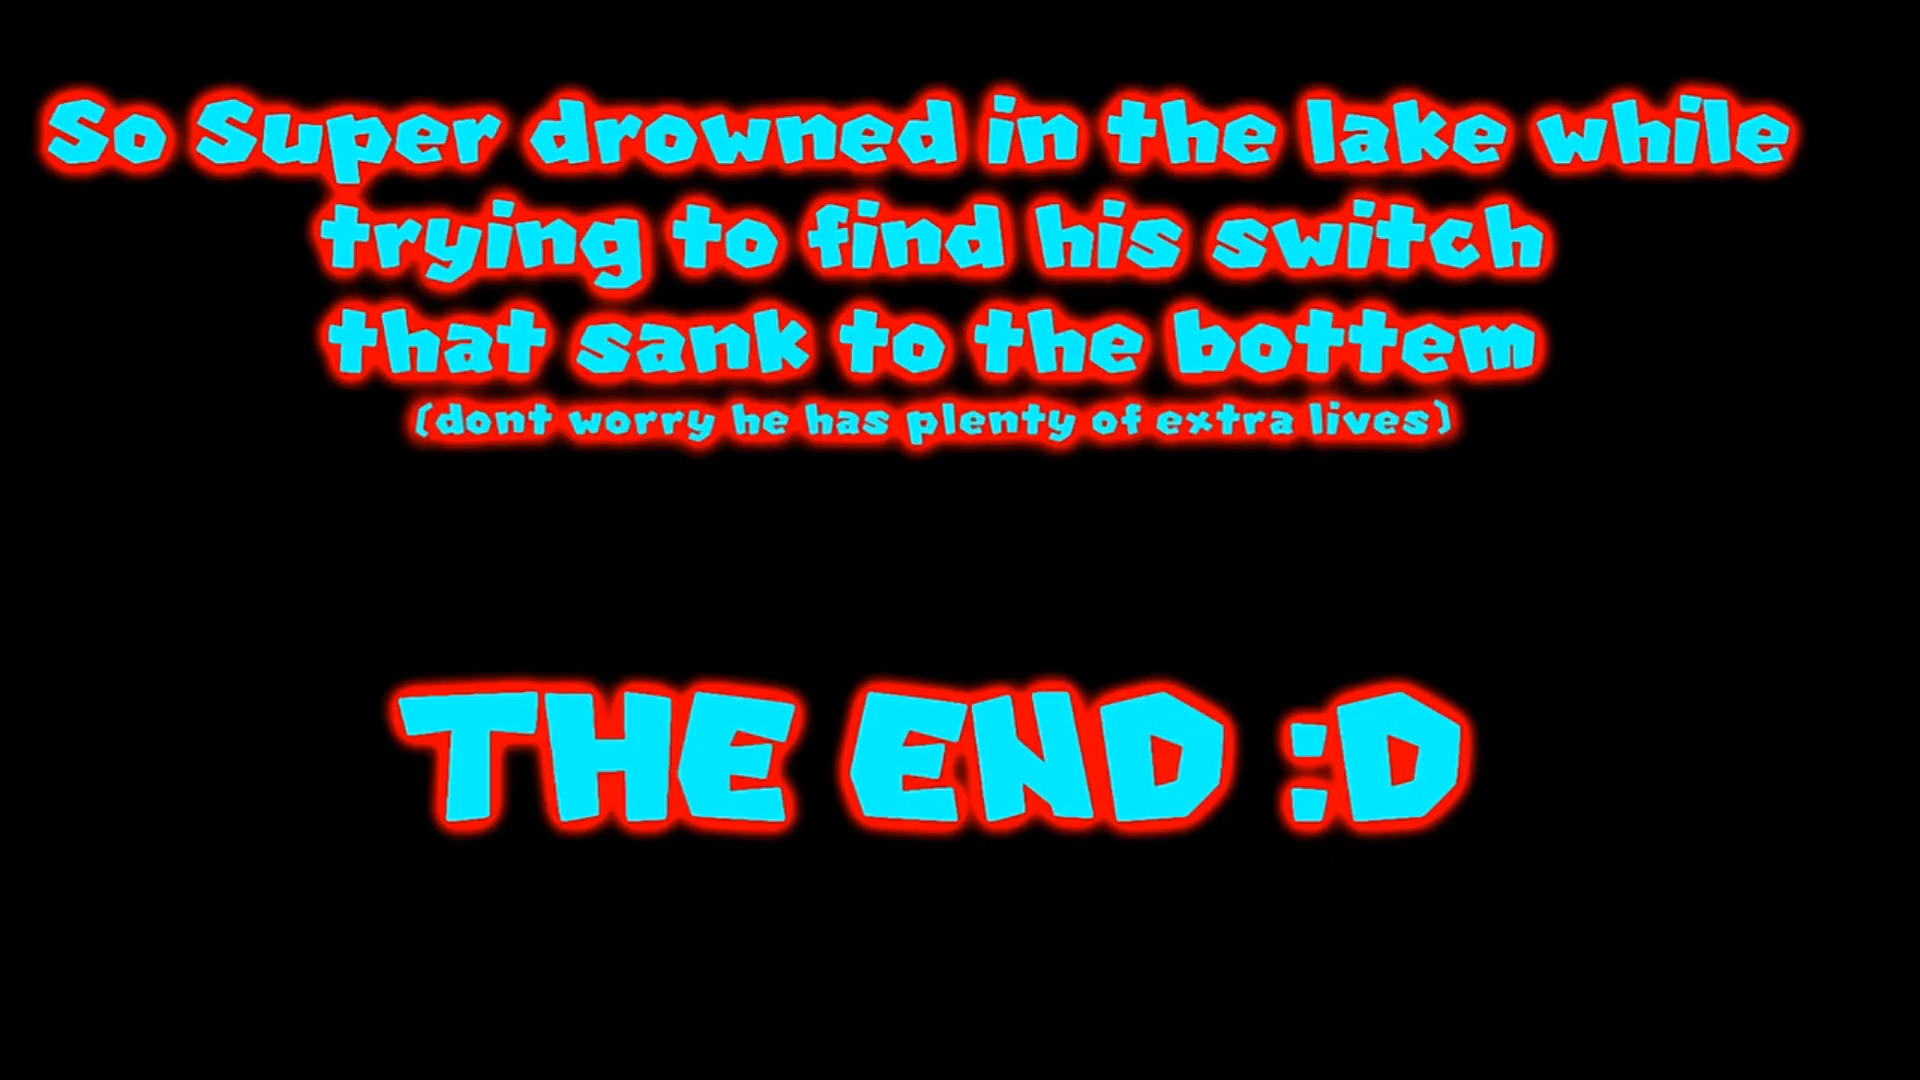 So Super drowned in the lake while
trying to find his switch
that sank to the bottem
(dont worry he has plenty of extra lives)
THE END :D